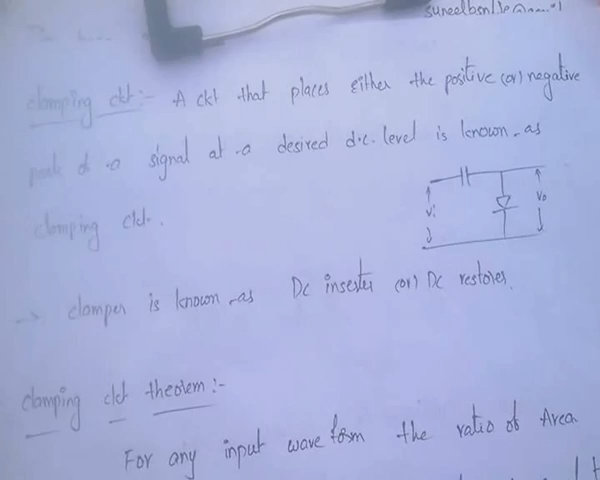 clamping ckt:- A ckt that places either the positive (or) negative
peak of a signal at a desired d.c. level is known as
clamping ckt.
Vi
Vo
→ clamper is known as DC inserter (or) DC restorer.
clamping ckt theorem:-
For any input wave form the ratio of Area